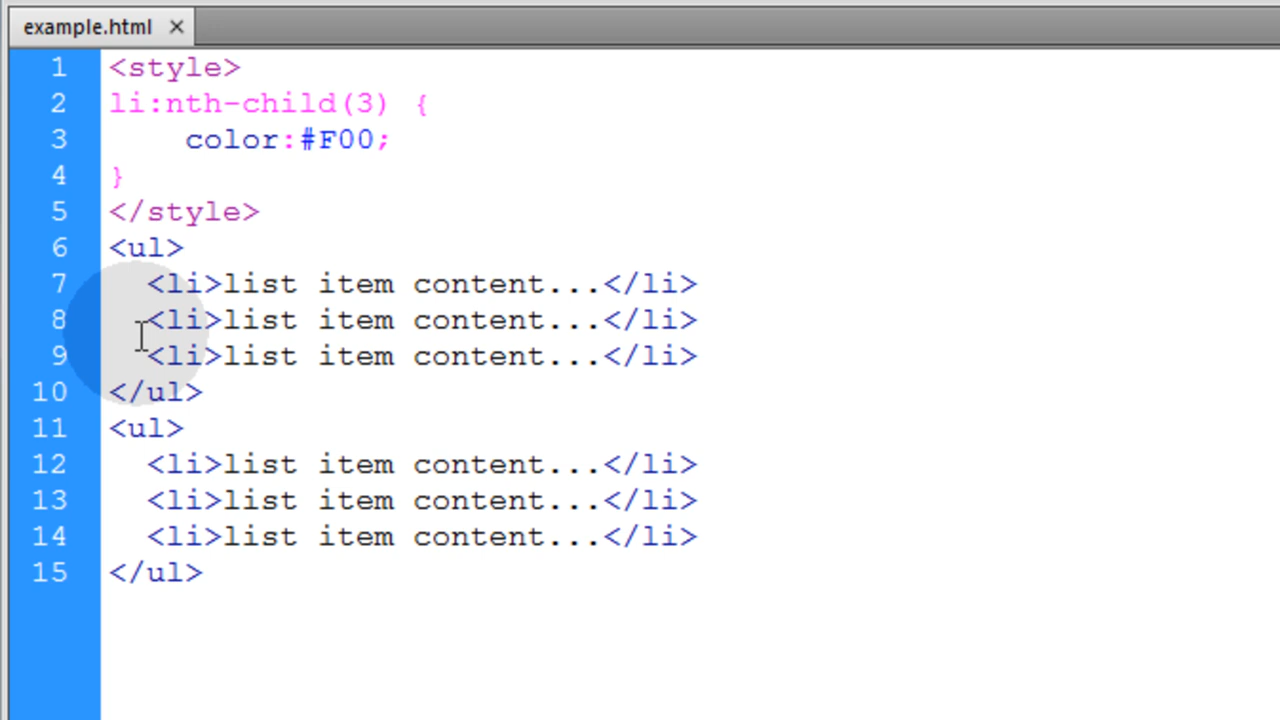 example.html ×
1 <style>
2 li:nth-child(3) {
3     color:#F00;
4 }
5 </style>
6 <ul>
7   <li>list item content...</li>
8   <li>list item content...</li>
9   <li>list item content...</li>
10 </ul>
11 <ul>
12   <li>list item content...</li>
13   <li>list item content...</li>
14   <li>list item content...</li>
15 </ul>